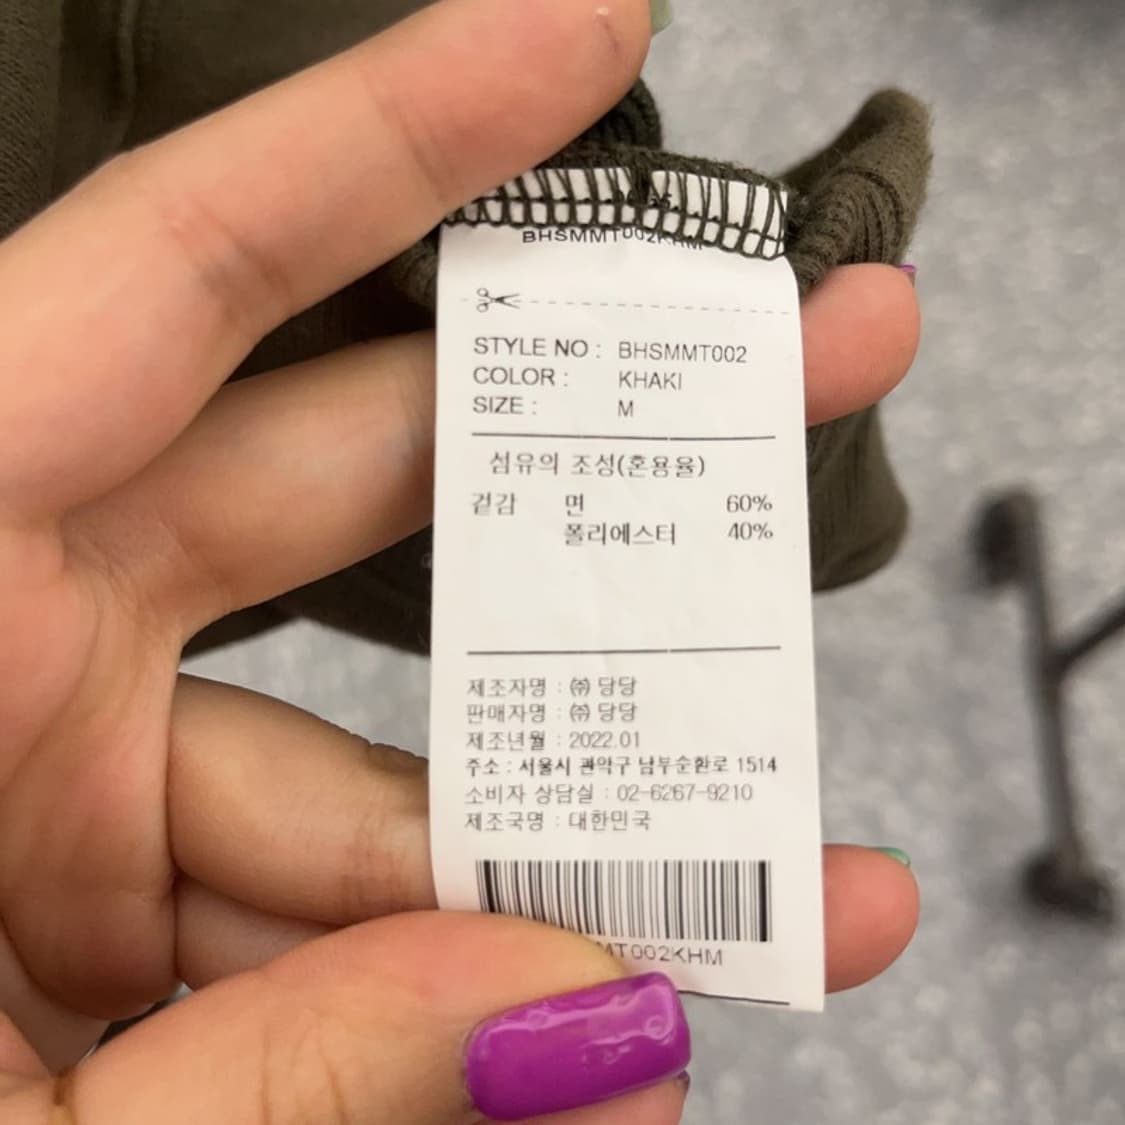 BHSMMT002KHM
STYLE NO : BHSMMT002
COLOR : KHAKI
SIZE : M
섬유의 조성(혼용율)
겉감 면 60%
폴리에스터 40%
제조자명 : ㈜ 당당
판매자명 : ㈜ 당당
제조년월 : 2022.01
주소 : 서울시 관악구 남부순환로 1514
소비자 상담실 : 02-6267-9210
제조국명 : 대한민국
MT002KHM